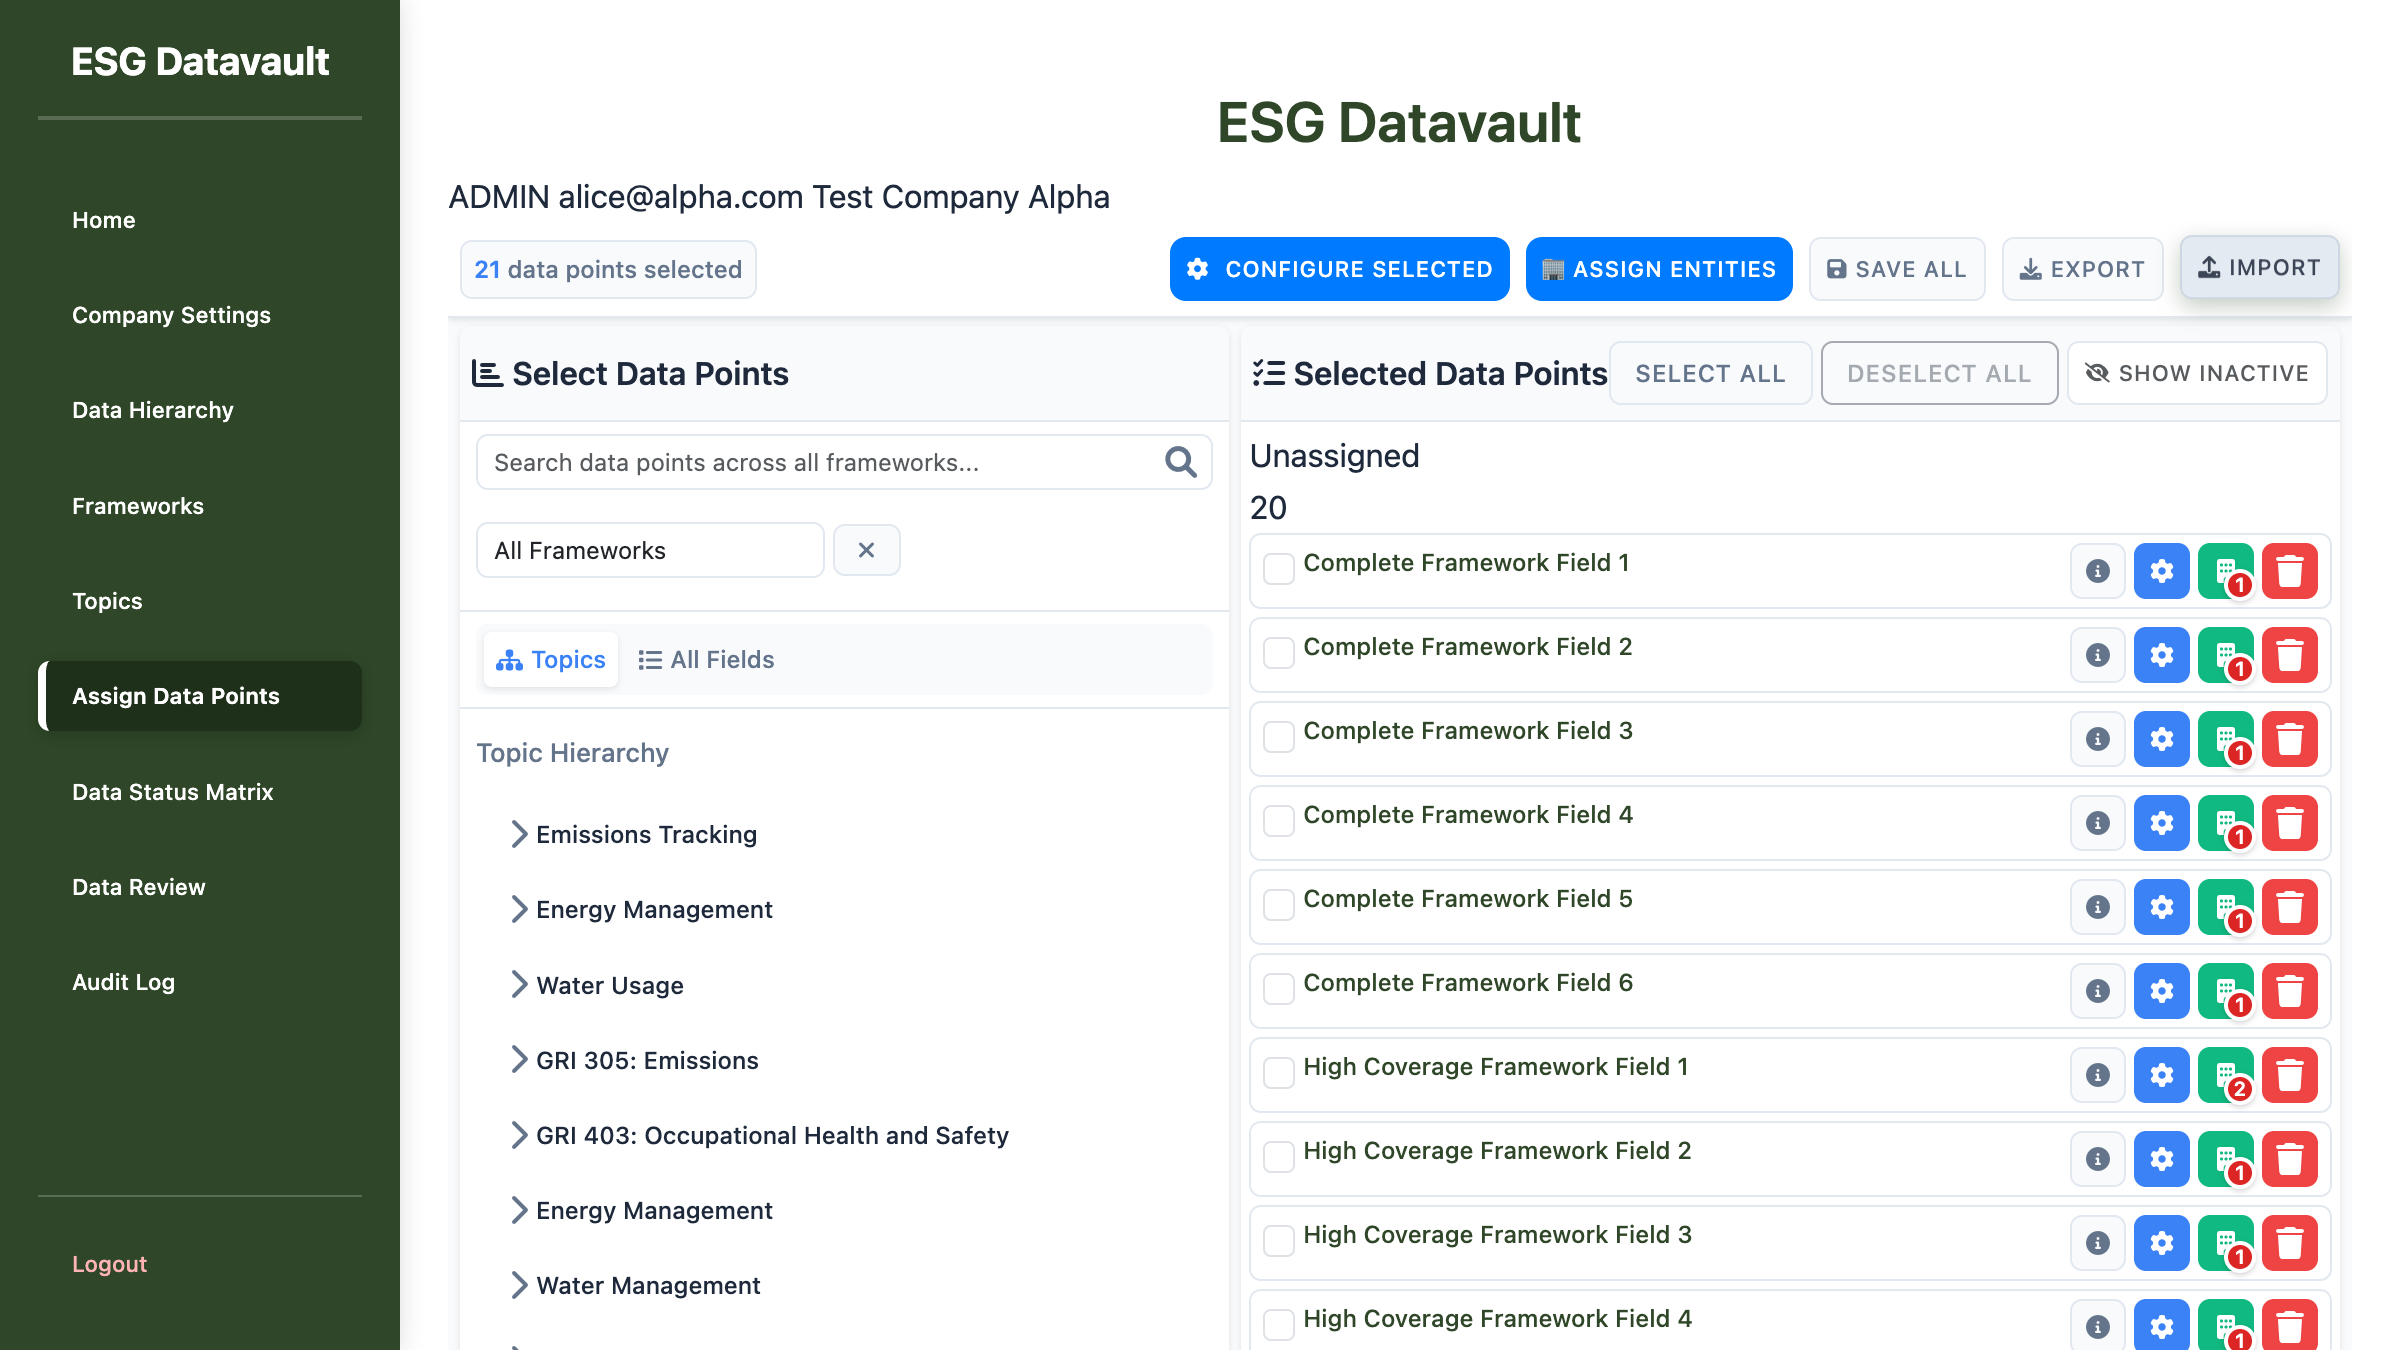 ESG Datavault
Home
Company Settings
Data Hierarchy
Frameworks
Topics
Assign Data Points
Data Status Matrix
Data Review
Audit Log
Logout
ESG Datavault
ADMIN alice@alpha.com Test Company Alpha
21 data points selected
CONFIGURE SELECTED
ASSIGN ENTITIES
SAVE ALL
EXPORT
IMPORT
Select Data Points
Search data points across all frameworks...
All Frameworks
Topics
All Fields
Topic Hierarchy
Emissions Tracking
Energy Management
Water Usage
GRI 305: Emissions
GRI 403: Occupational Health and Safety
Energy Management
Water Management
Selected Data Points
SELECT ALL
DESELECT ALL
SHOW INACTIVE
Unassigned
20
Complete Framework Field 1
1
Complete Framework Field 2
1
Complete Framework Field 3
1
Complete Framework Field 4
1
Complete Framework Field 5
1
Complete Framework Field 6
1
High Coverage Framework Field 1
2
High Coverage Framework Field 2
1
High Coverage Framework Field 3
1
High Coverage Framework Field 4
1